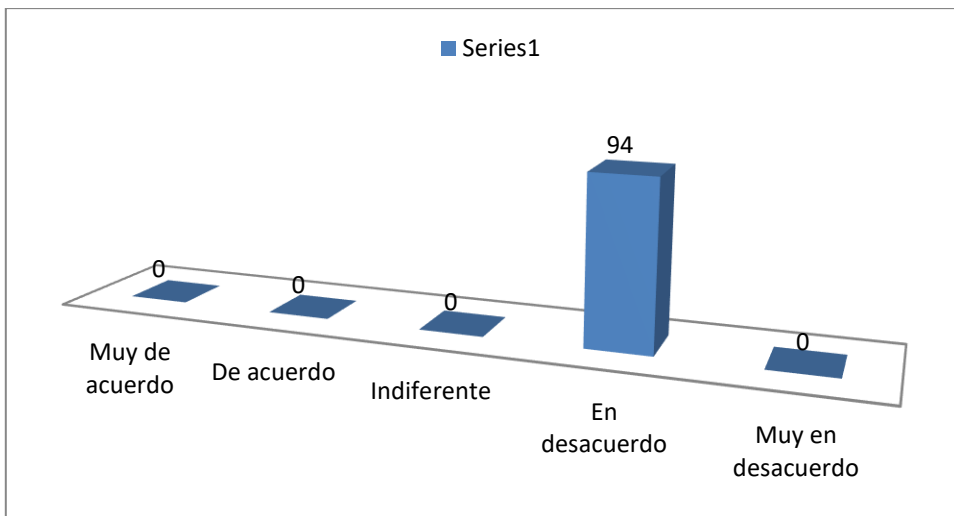 Series1
94
0
0
0
0
Muy de
acuerdo
De acuerdo
Indiferente
En
desacuerdo
Muy en
desacuerdo